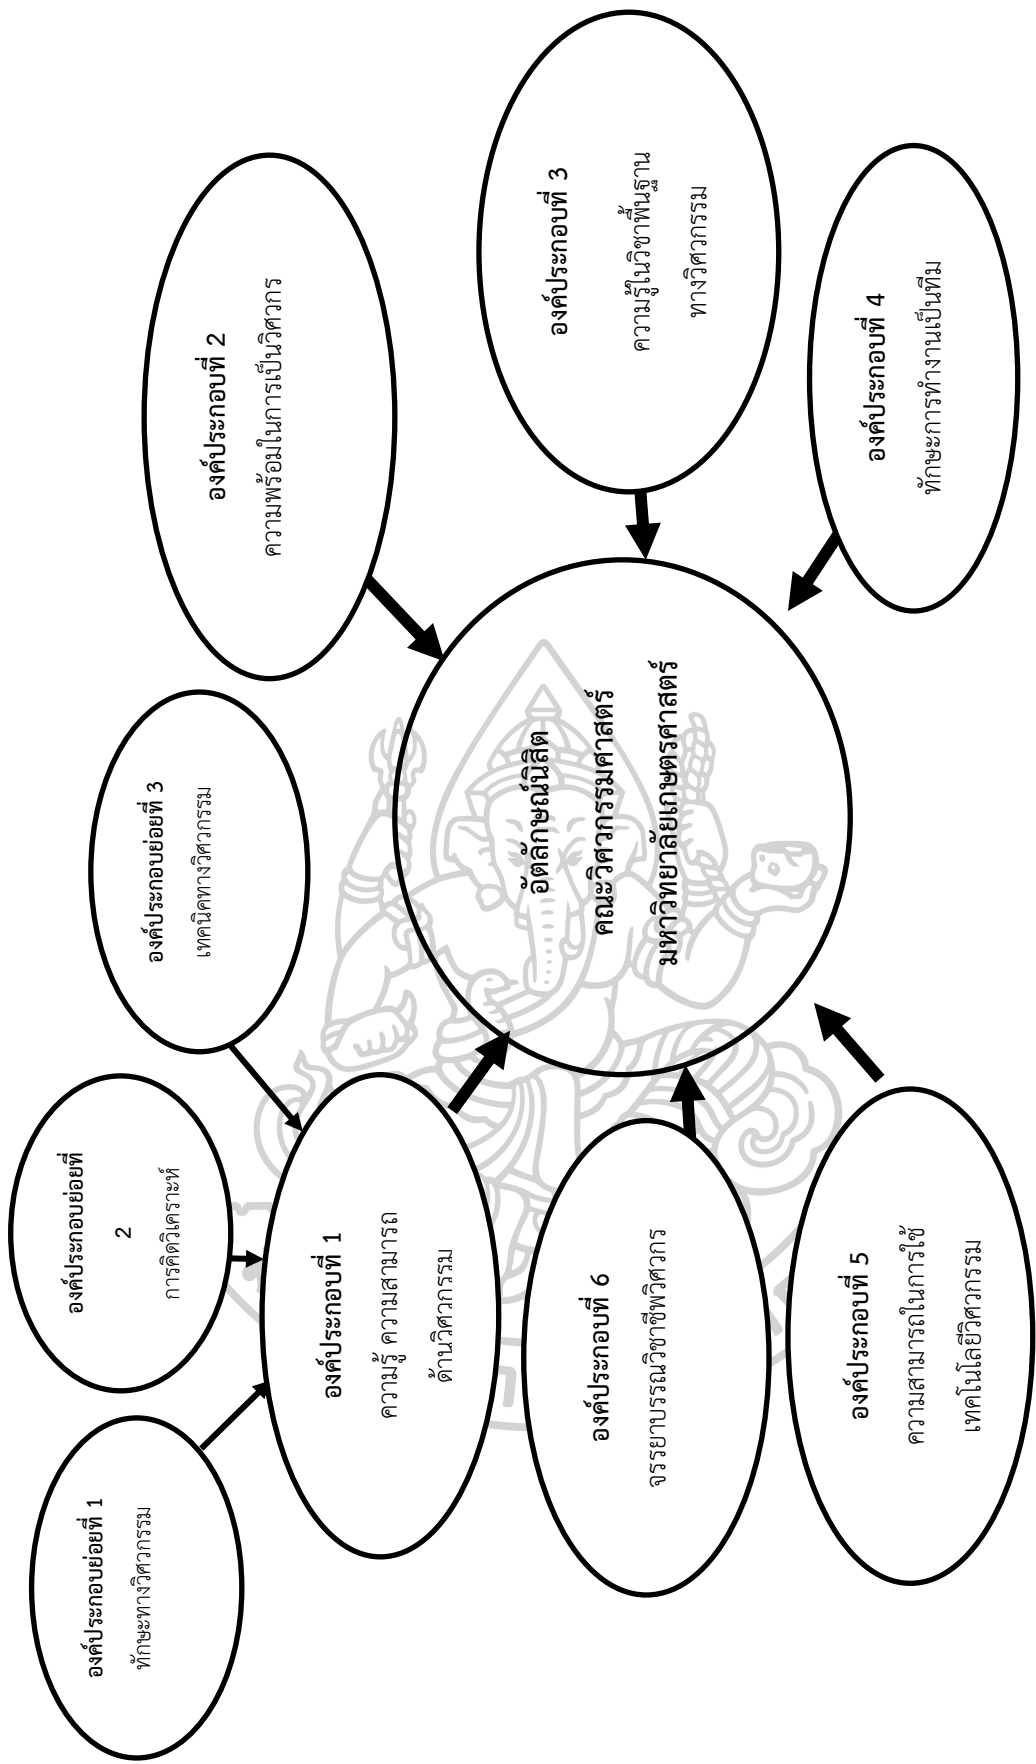 องค์ประกอบย่อยที่ 1
ทักษะทางวิศวกรรม
องค์ประกอบย่อยที่
2
การคิดวิเคราะห์
องค์ประกอบย่อยที่ 3
เทคนิคทางวิศวกรรม
องค์ประกอบที่ 2
ความพร้อมในการเป็นวิศวกร
องค์ประกอบที่ 1
ความรู้ ความสามารถ
ด้านวิศวกรรม
อัตลักษณ์นิสิต
คณะวิศวกรรมศาสตร์
มหาวิทยาลัยเกษตรศาสตร์
องค์ประกอบที่ 3
ความรู้ในวิชาพื้นฐาน
ทางวิศวกรรม
องค์ประกอบที่ 6
จรรยาบรรณวิชาชีพวิศวกร
องค์ประกอบที่ 4
ทักษะการทำงานเป็นทีม
องค์ประกอบที่ 5
ความสามารถในการใช้
เทคโนโลยีวิศวกรรม